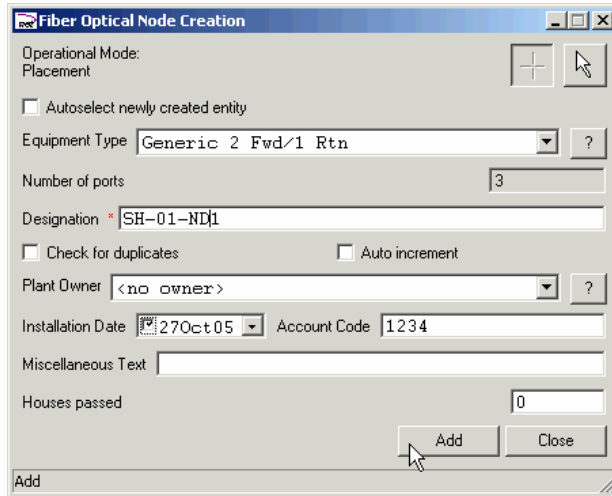 Fiber Optical Node Creation
Operational Mode:
Placement
Autoselect newly created entity
Equipment Type Generic 2 Fwd/1 Rtn ?
Number of ports 3
Designation * SH-01-ND1
Check for duplicates Auto increment
Plant Owner <no owner> ?
Installation Date 27Oct05 Account Code 1234
Miscellaneous Text
Houses passed 0
Add Close
Add